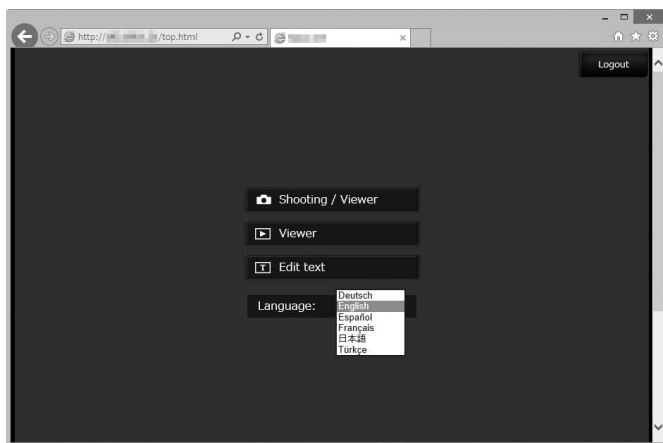 http:// /top.html
Logout
Shooting / Viewer
Viewer
T Edit text
Language:
Deutsch
English
Español
Français
日本語
Türkçe